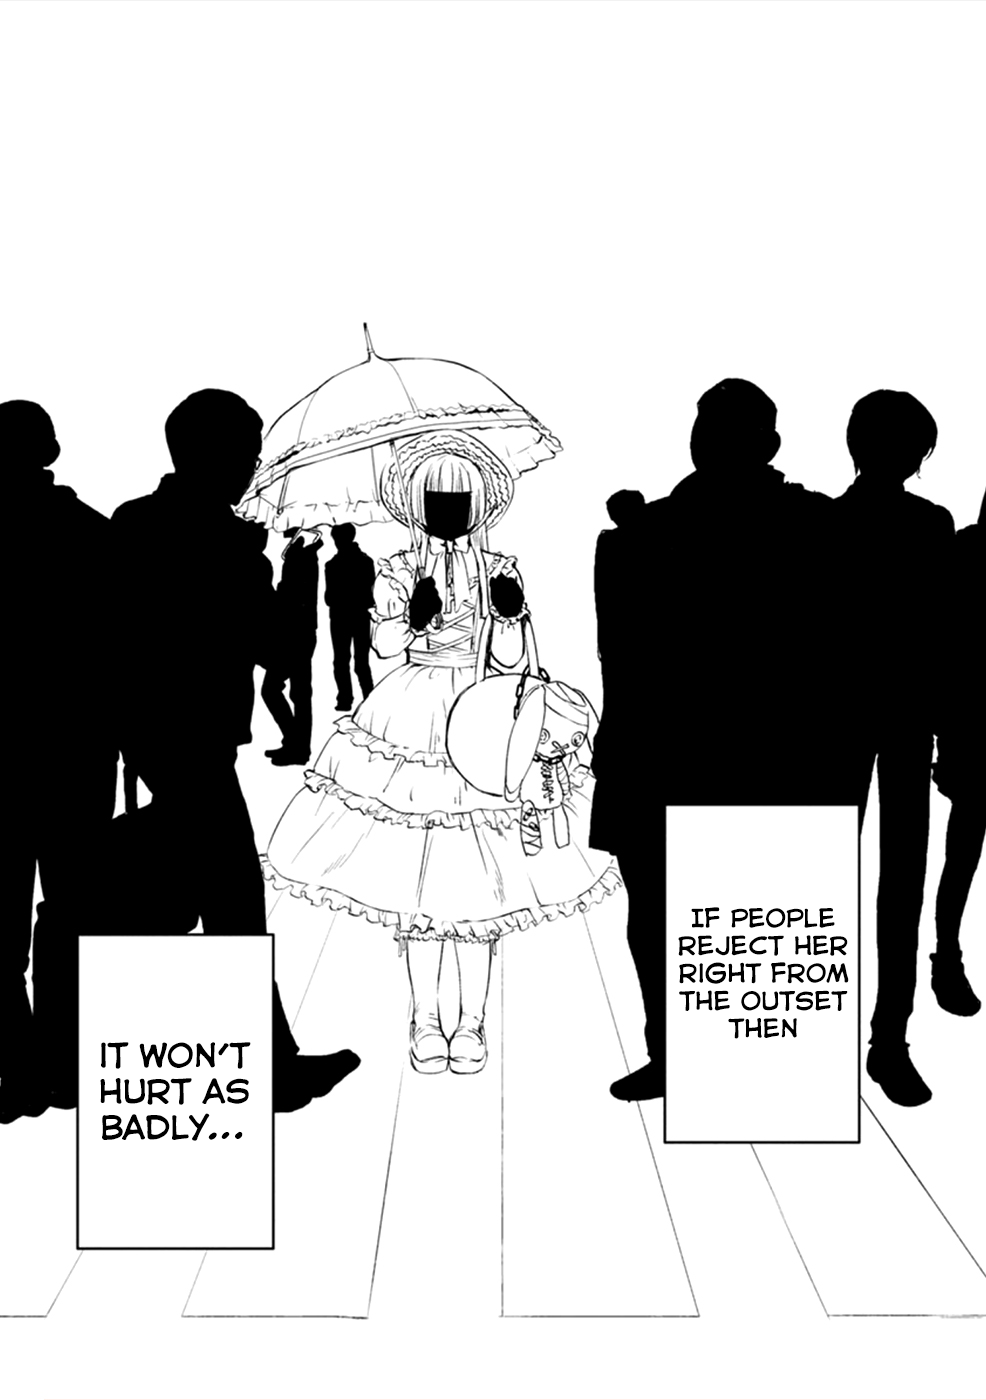 IF PEOPLE
REJECT HER
RIGHT FROM
THE OUTSET
THEN
IT WON'T
HURT AS
BADLY...